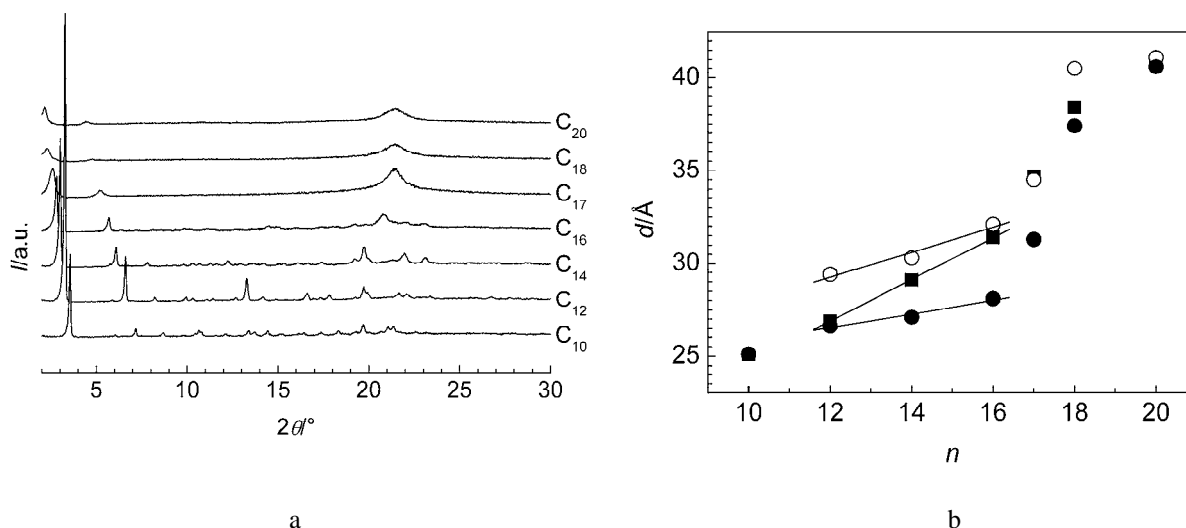 I/a.u.
C₂₀
C₁₈
C₁₇
C₁₆
C₁₄
C₁₂
C₁₀
5 10 15 20 25 30
2θ/°
a
d/Å
40
35
30
25
10 12 14 16 18 20
n
b